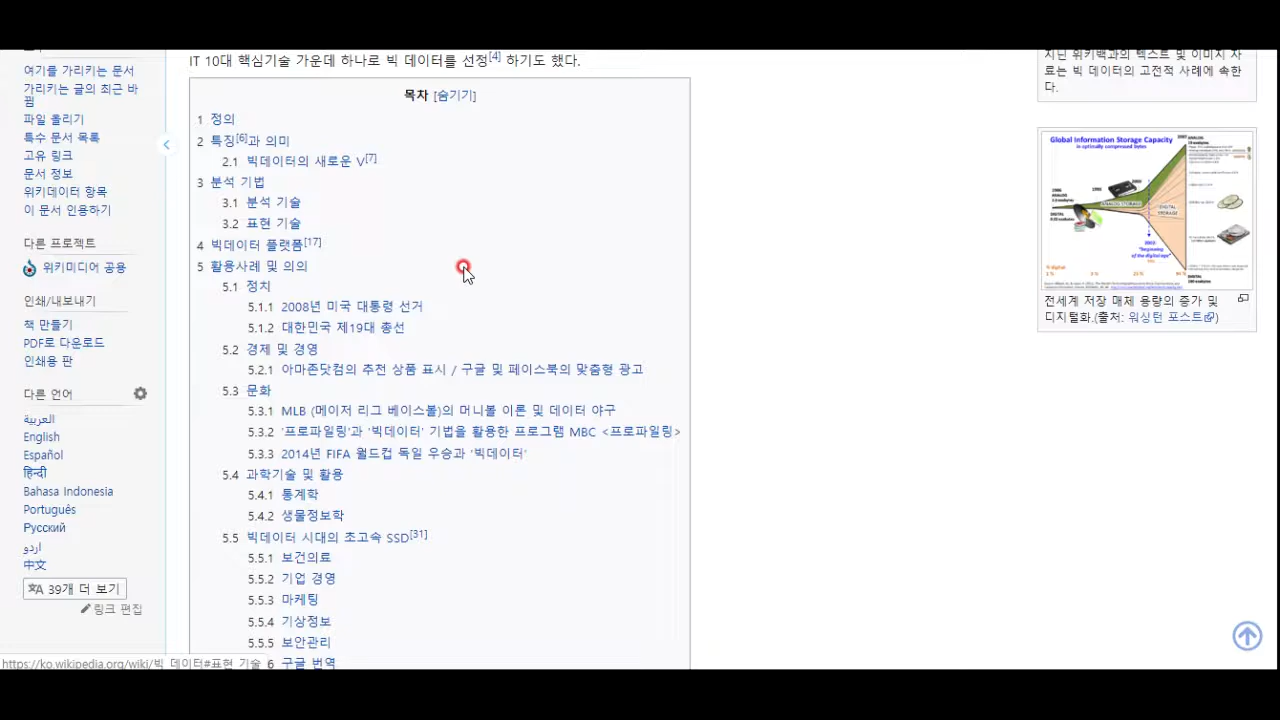 여기를 가리키는 문서
가리키는 글의 최근 바
뀜
파일 올리기
특수 문서 목록
고유 링크
문서 정보
위키데이터 항목
이 문서 인용하기
다른 프로젝트
위키미디어 공용
인쇄/내보내기
책 만들기
PDF로 다운로드
인쇄용 판
다른 언어
العربية
English
Español
हिन्दी
Bahasa Indonesia
Português
Русский
اردو
中文
39개 더 보기
링크 편집
IT 10대 핵심기술 가운데 하나로 빅 데이터를 선정[4] 하기도 했다.
목차 [숨기기]
1 정의
2 특징[6]과 의미
2.1 빅데이터의 새로운 V[7]
3 분석 기법
3.1 분석 기술
3.2 표현 기술
4 빅데이터 플랫폼[17]
5 활용사례 및 의의
5.1 정치
5.1.1 2008년 미국 대통령 선거
5.1.2 대한민국 제19대 총선
5.2 경제 및 경영
5.2.1 아마존닷컴의 추천 상품 표시 / 구글 및 페이스북의 맞춤형 광고
5.3 문화
5.3.1 MLB (메이저 리그 베이스볼)의 머니볼 이론 및 데이터 야구
5.3.2 '프로파일링'과 '빅데이터' 기법을 활용한 프로그램 MBC <프로파일링>
5.3.3 2014년 FIFA 월드컵 독일 우승과 '빅데이터'
5.4 과학기술 및 활용
5.4.1 통계학
5.4.2 생물정보학
5.5 빅데이터 시대의 초고속 SSD[31]
5.5.1 보건의료
5.5.2 기업 경영
5.5.3 마케팅
5.5.4 기상정보
5.5.5 보안관리
6 구글 번역
지닌 위키백과의 텍스트 및 이미지 자
료는 빅 데이터의 고전적 사례에 속한
다.
Global Information Storage Capacity
in optimally compressed bytes
ANALOG STORAGE
DIGITAL
STORAGE
"beginning
of the digital age"
전세계 저장 매체 용량의 증가 및
디지털화.(출처: 워싱턴 포스트)
https://ko.wikipedia.org/wiki/빅_데이터#표현_기술